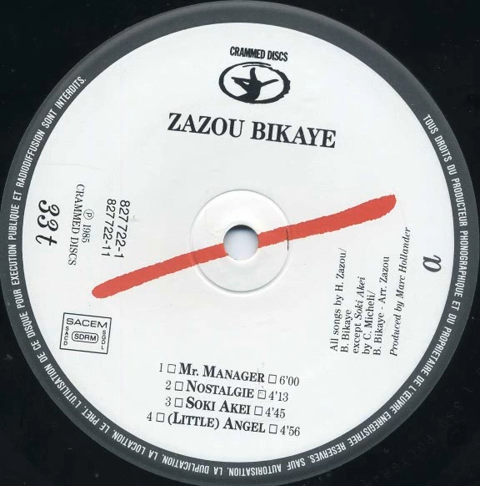 CRAMMED DISCS
ZAZOU BIKAYE
827 722-1
827722-11
℗ 1985
CRAMMED DISCS
33t
a
All songs by H. Zazou/
B. Bikaye
except Soki Akei
by C. Micheli/
B. Bikaye - Arr. Zazou
Produced by Marc Hollander
SACEM
SACD
SDRM
SGDL
1 □ MR. MANAGER □ 6'00
2 □ NOSTALGIE □ 4'13
3 □ SOKI AKEI □ 4'45
4 □ (LITTLE) ANGEL □ 4'56
TOUS DROITS DU PRODUCTEUR PHONOGRAPHIQUE ET DU PROPRIETAIRE DE L'ŒUVRE ENREGISTREE RESERVES. SAUF AUTORISATION, LA DUPLICATION, LA LOCATION, LE PRET, L'UTILISATION DE CE DISQUE POUR EXECUTION PUBLIQUE ET RADIODIFFUSION SONT INTERDITS.